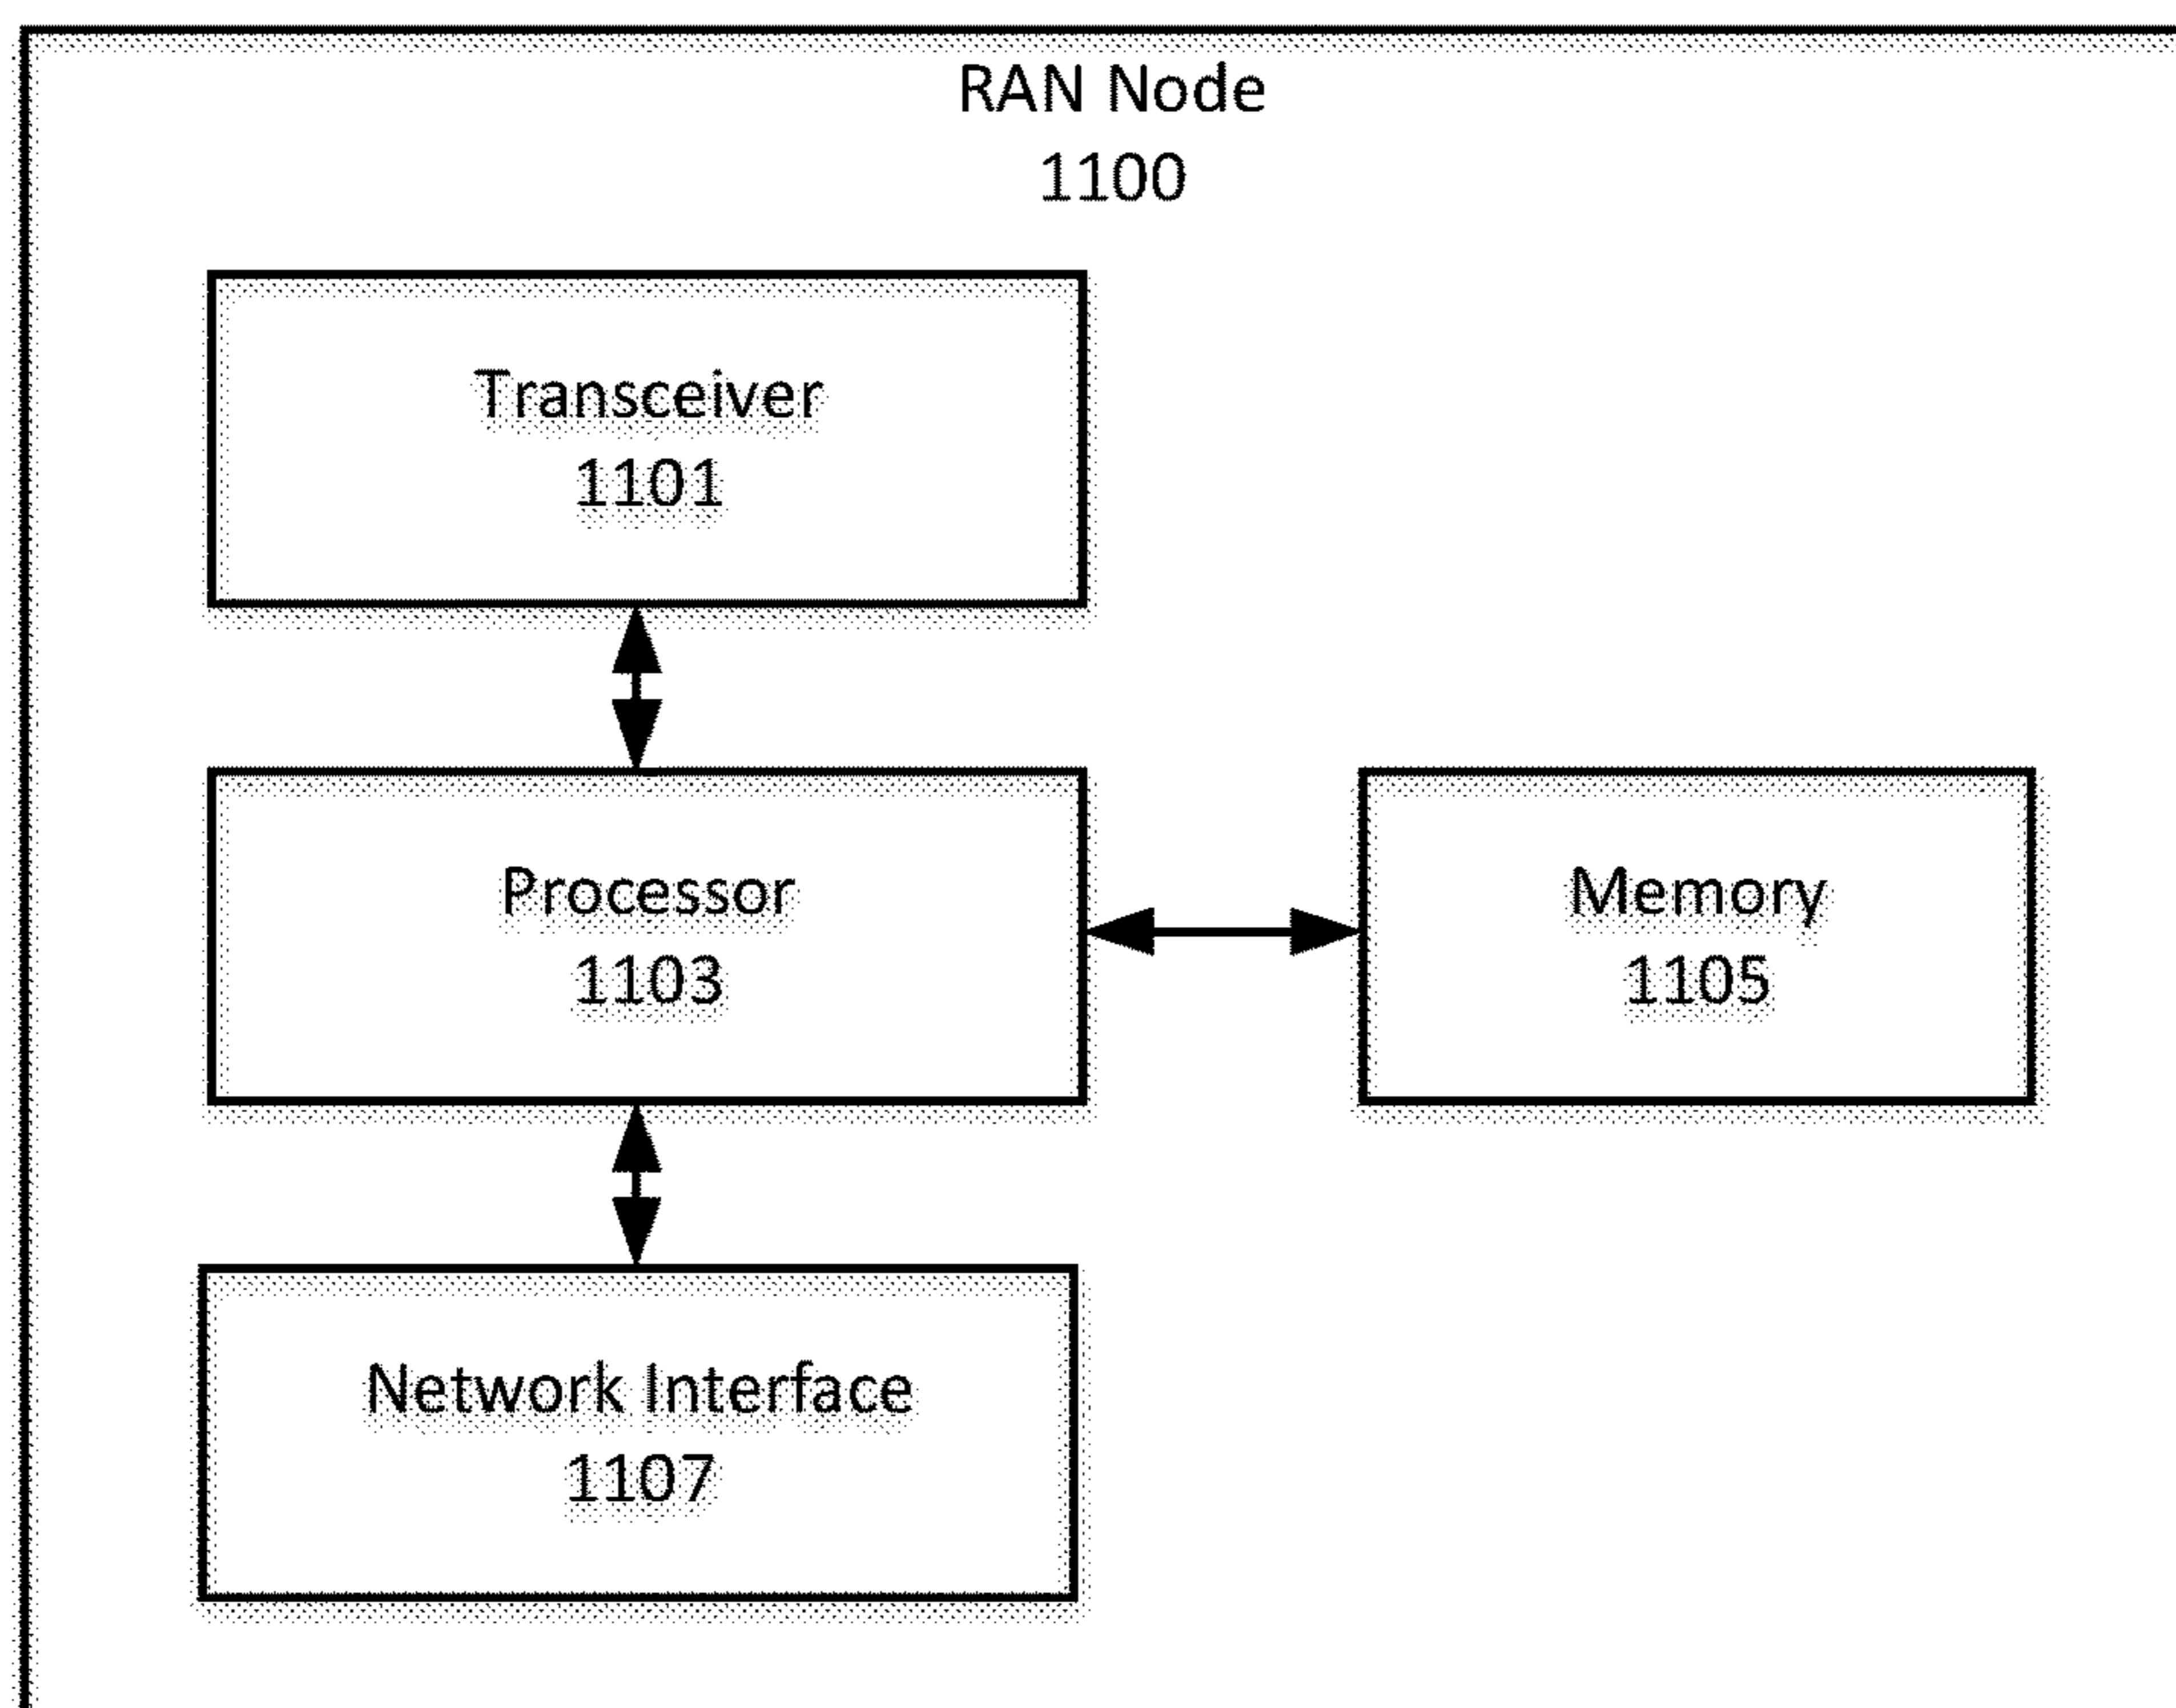 RAN Node
1100
Transceiver
1101
Processor
1103
Memory
1105
Network Interface
1107